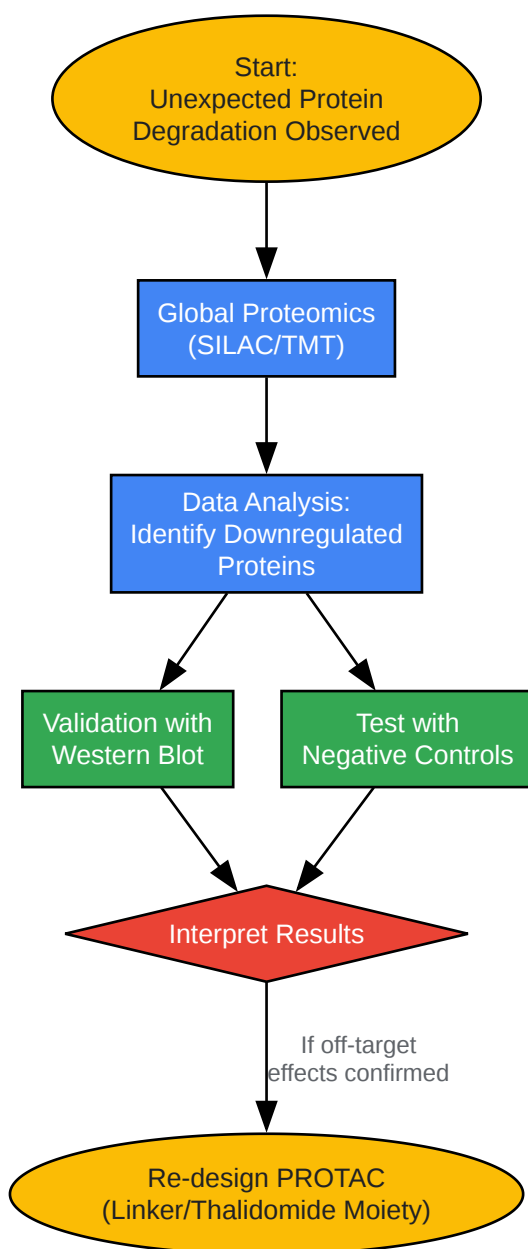 Start:
Unexpected Protein
Degradation Observed
Global Proteomics
(SILAC/TMT)
Data Analysis:
Identify Downregulated
Proteins
Validation with
Western Blot
Test with
Negative Controls
Interpret Results
If off-target
effects confirmed
Re-design PROTAC
(Linker/Thalidomide Moiety)